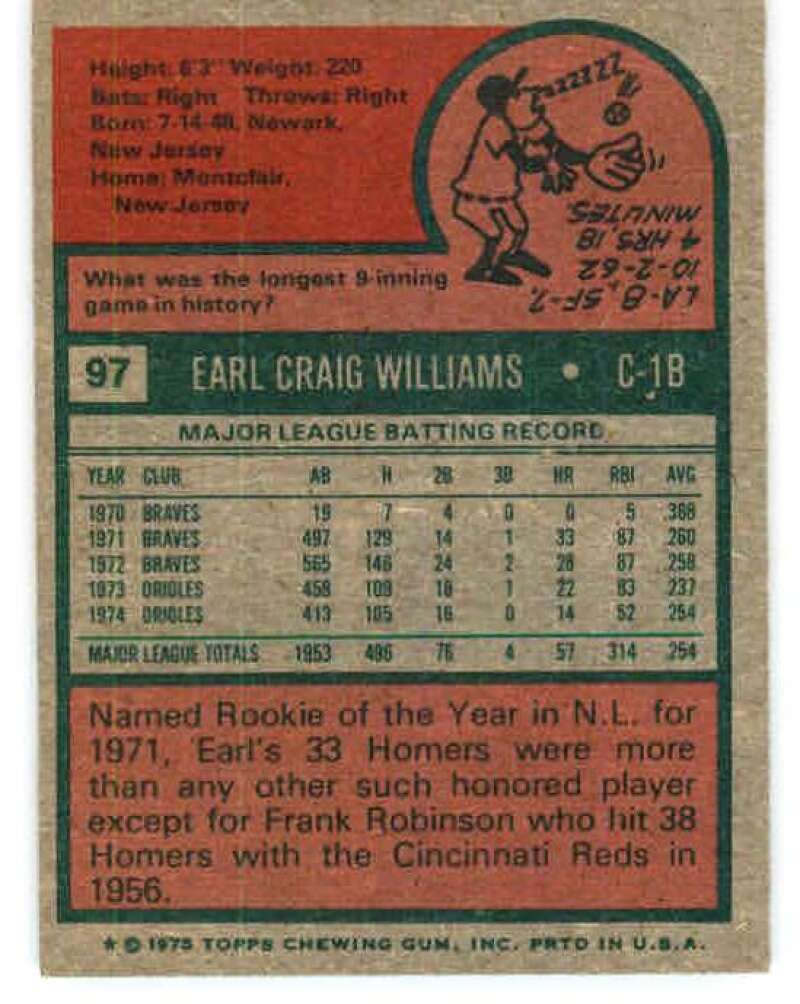 Height: 6'3" Weight: 220
Bats: Right Throws: Right
Born: 7-14-48, Newark,
New Jersey
Home: Montclair,
New Jersey
ZZZZZZZ
What was the longest 9-inning
game in history?
LA-8, SF-7,
10-2-62
4 HRS, 18
MINUTES.
97 EARL CRAIG WILLIAMS • C-1B
MAJOR LEAGUE BATTING RECORD
YEAR CLUB AB H 2B 3B HR RBI AVG
1970 BRAVES 19 7 4 0 0 5 .368
1971 BRAVES 497 129 14 1 33 87 .260
1972 BRAVES 565 146 24 2 28 87 .258
1973 ORIOLES 459 109 18 1 22 83 .237
1974 ORIOLES 413 105 16 0 14 52 .254
MAJOR LEAGUE TOTALS 1953 496 76 4 57 314 .254
Named Rookie of the Year in N.L. for
1971, Earl's 33 Homers were more
than any other such honored player
except for Frank Robinson who hit 38
Homers with the Cincinnati Reds in
1956.
★ © 1975 TOPPS CHEWING GUM, INC. PRTD IN U.S.A.